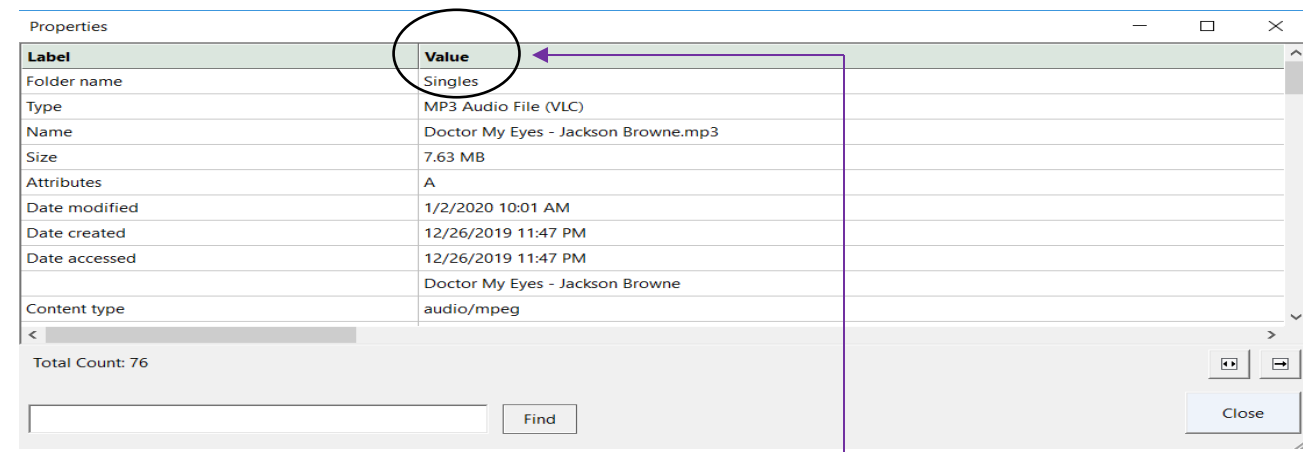 Properties
Label Value
Folder name Singles
Type MP3 Audio File (VLC)
Name Doctor My Eyes - Jackson Browne.mp3
Size 7.63 MB
Attributes A
Date modified 1/2/2020 10:01 AM
Date created 12/26/2019 11:47 PM
Date accessed 12/26/2019 11:47 PM
Doctor My Eyes - Jackson Browne
Content type audio/mpeg
Total Count: 76
Find Close